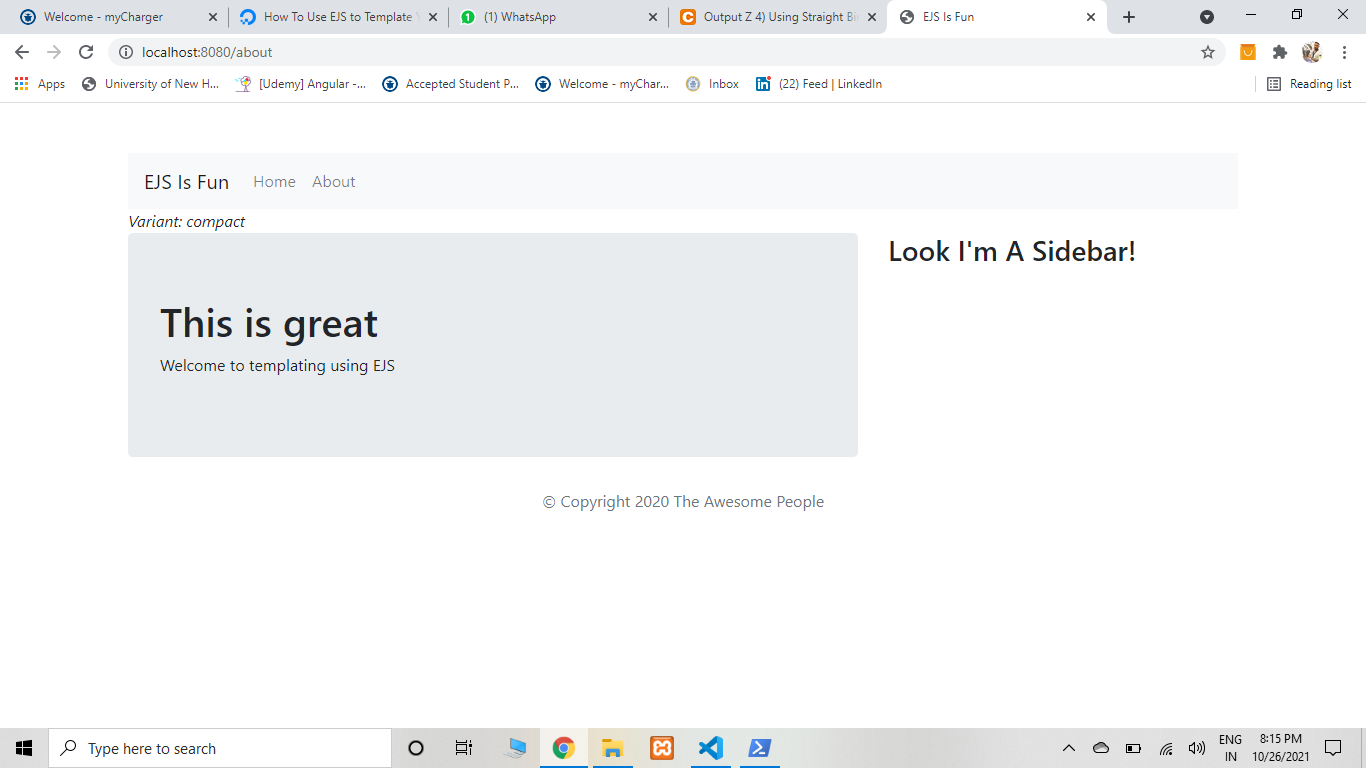 Welcome - myCharger
How To Use EJS to Template
(1) WhatsApp
Output Z 4) Using Straight Bi
EJS Is Fun
localhost:8080/about
Apps
University of New H...
[Udemy] Angular -...
Accepted Student P...
Welcome - myChar...
Inbox
(22) Feed | LinkedIn
Reading list
EJS Is Fun
Home
About
Variant: compact
This is great
Welcome to templating using EJS
Look I'm A Sidebar!
© Copyright 2020 The Awesome People
Type here to search
ENG
IN
8:15 PM
10/26/2021